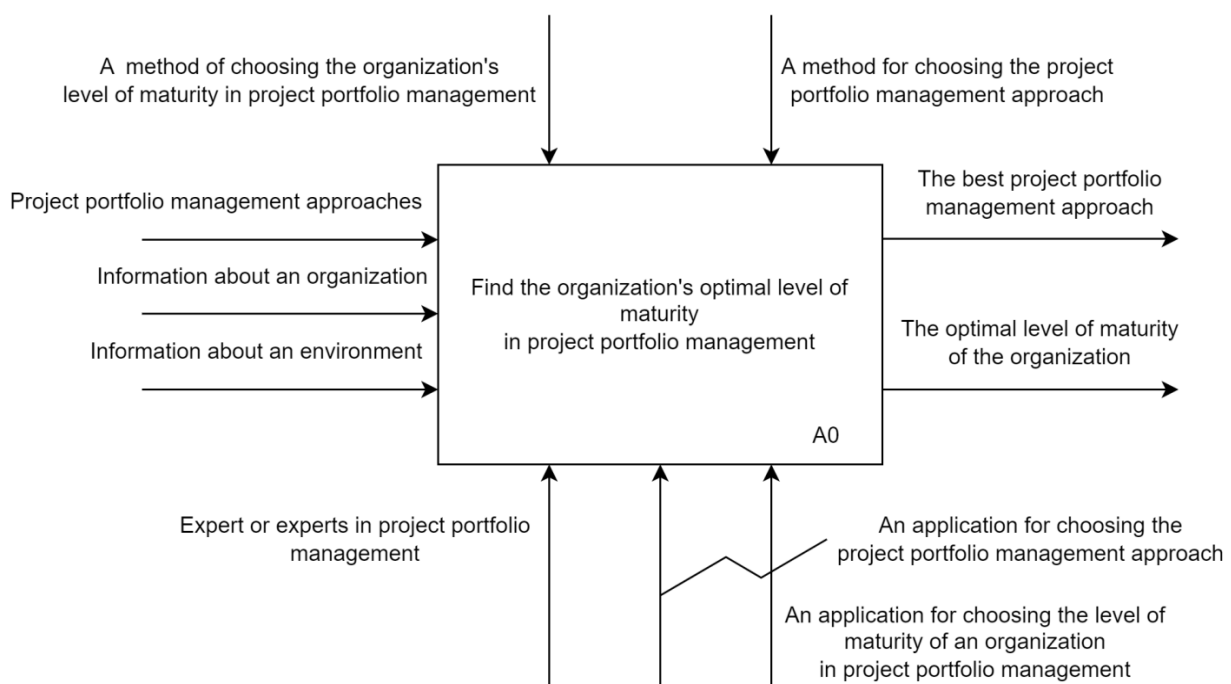 A method of choosing the organization's
level of maturity in project portfolio management
A method for choosing the project
portfolio management approach
Project portfolio management approaches
Information about an organization
Information about an environment
Find the organization's optimal level of
maturity
in project portfolio management
A0
The best project portfolio
management approach
The optimal level of maturity
of the organization
Expert or experts in project portfolio
management
An application for choosing the
project portfolio management approach
An application for choosing the level of
maturity of an organization
in project portfolio management